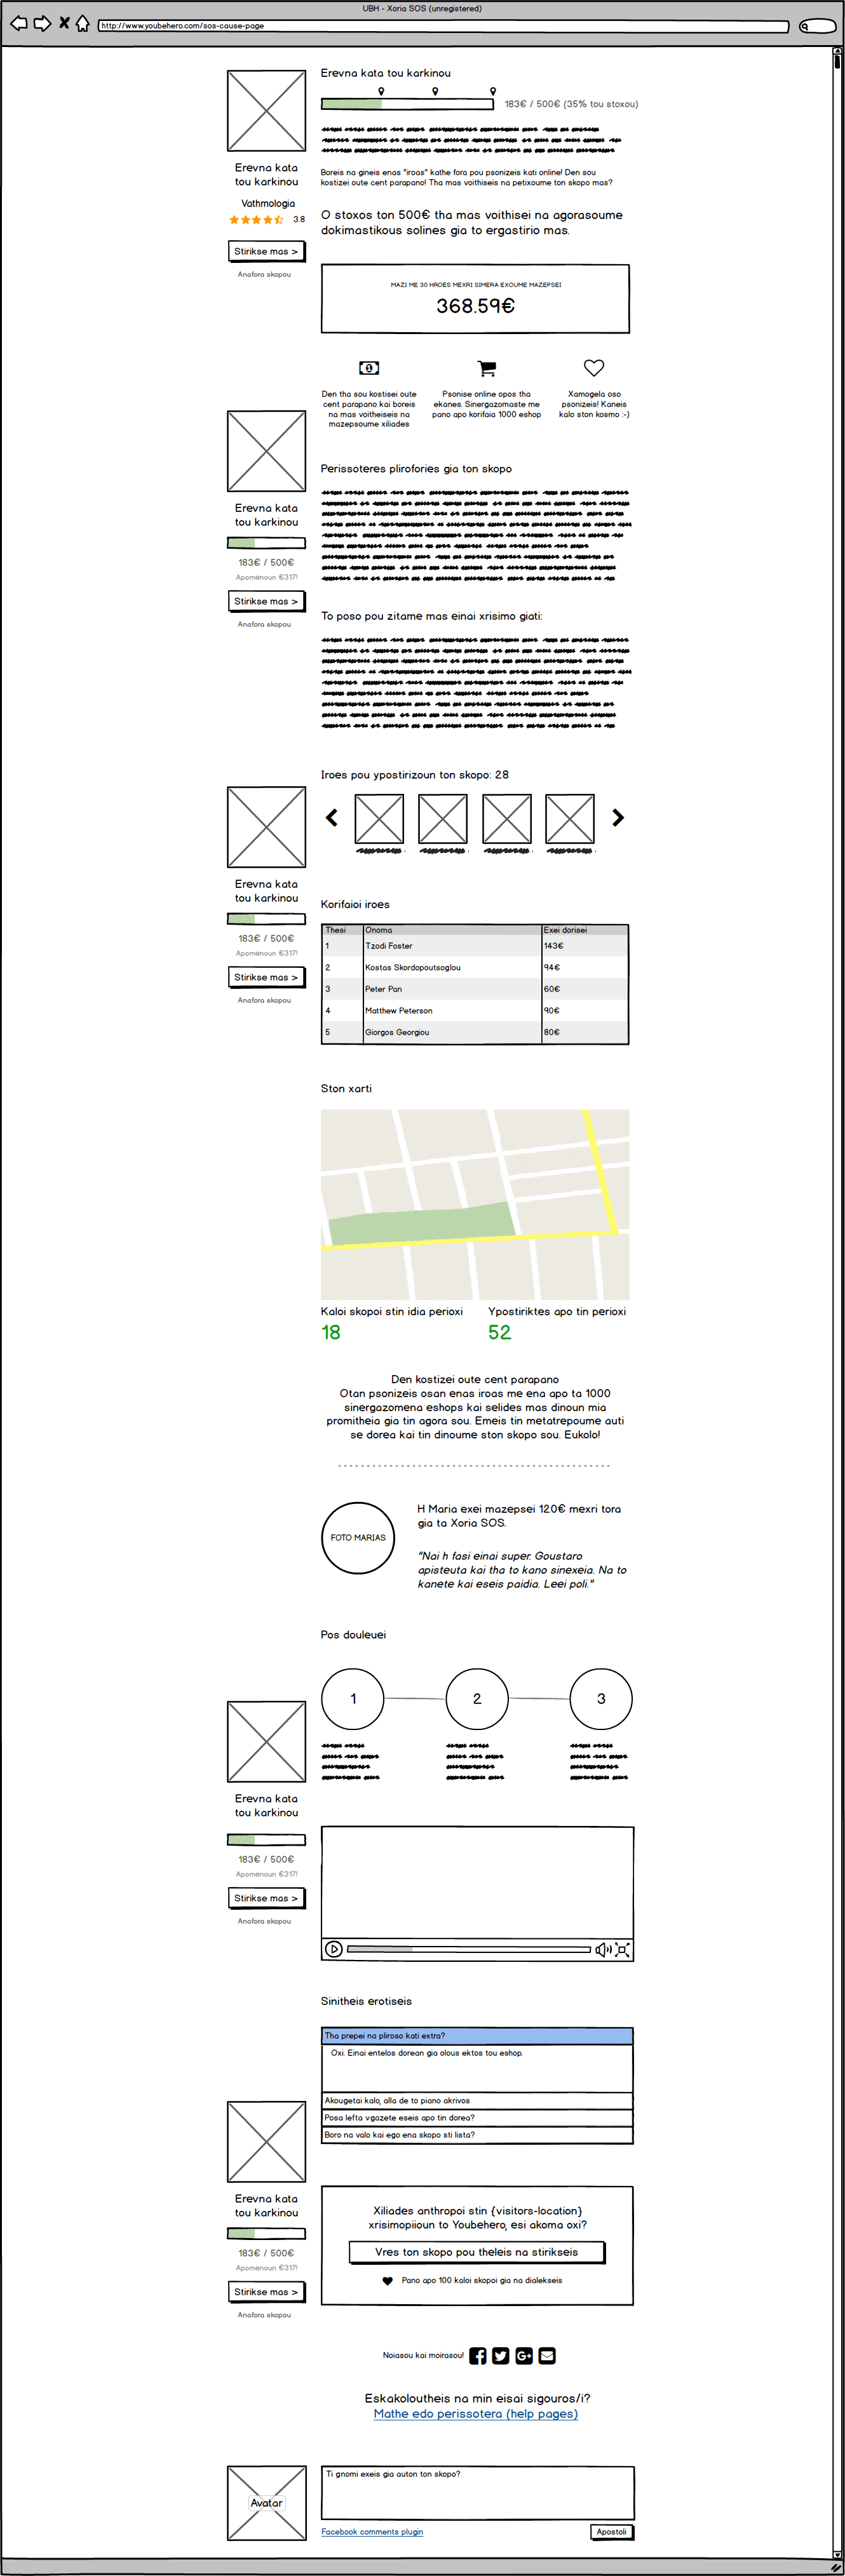 UBH - Xoria SOS (unregistered)
http://www.youbehero.com/sos-cause-page
Erevna kata
tou karkinou
Vathmologia
3.8
Stirikse mas >
Anafora skopou
Erevna kata tou karkinou
183€ / 500€ (35% tou stoxou)
Boreis na gineis enas "iroas" kathe fora pou psonizeis kati online! Den sou
kostizei oute cent parapano! Tha mas voithiseis na petixoume ton skopo mas?
O stoxos ton 500€ tha mas voithisei na agorasoume
dokimastikous solines gia to ergastirio mas.
MAZI ME 30 HROES MEXRI SIMERA EXOUME MAZEPSEI
368.59€
Den tha sou kostisei oute
cent parapano kai boreis
na mas voitheiseis na
mazepsoume xiliades
Psonise online opos tha
ekanes. Sinergazomaste me
pano apo korifaia 1000 eshop
Xamogela oso
psonizeis! Kaneis
kalo ston kosmo :-)
Erevna kata
tou karkinou
183€ / 500€
Apomenoun €317!
Stirikse mas >
Anafora skopou
Perissoteres plirofories gia ton skopo
To poso pou zitame mas einai xrisimo giati:
Iroes pou ypostirizoun ton skopo: 28
Erevna kata
tou karkinou
183€ / 500€
Apomenoun €317!
Stirikse mas >
Anafora skopou
Korifaioi iroes
Thesi Onoma Exei dorisei
1 Tzodi Foster 143€
2 Kostas Skordopoutsoglou 94€
3 Peter Pan 60€
4 Matthew Peterson 90€
5 Giorgos Georgiou 80€
Ston xarti
Kaloi skopoi stin idia perioxi
18
Ypostiriktes apo tin perioxi
52
Den kostizei oute cent parapano
Otan psonizeis osan enas iroas me ena apo ta 1000
sinergazomena eshops kai selides mas dinoun mia
promitheia gia tin agora sou. Emeis tin metatrepoume auti
se dorea kai tin dinoume ston skopo sou. Eukolo!
FOTO MARIAS
H Maria exei mazepsei 120€ mexri tora
gia ta Xoria SOS.
"Nai h fasi einai super. Goustaro
apisteuta kai tha to kano sinexeia. Na to
kanete kai eseis paidia. Leei poli."
Pos douleuei
1
2
3
Erevna kata
tou karkinou
183€ / 500€
Apomenoun €317!
Stirikse mas >
Anafora skopou
Sinitheis erotiseis
Tha prepei na pliroso kati extra?
Oxi. Einai entelos dorean gia olous ektos tou eshop.
Akougetai kalo, alla de to piano akrivos
Posa lefta vgazete eseis apo tin dorea?
Boro na valo kai ego ena skopo sti lista?
Erevna kata
tou karkinou
183€ / 500€
Apomenoun €317!
Stirikse mas >
Anafora skopou
Xiliades anthropoi stin {visitors-location}
xrisimopiioun to Youbehero, esi akoma oxi?
Vres ton skopo pou theleis na stirikseis
Pano apo 100 kaloi skopoi gia na dialekseis
Noiasou kai moirasou!
Eskakoloutheis na min eisai sigouros/i?
Mathe edo perissotera (help pages)
Avatar
Ti gnomi exeis gia auton ton skopo?
Facebook comments plugin
Apostoli